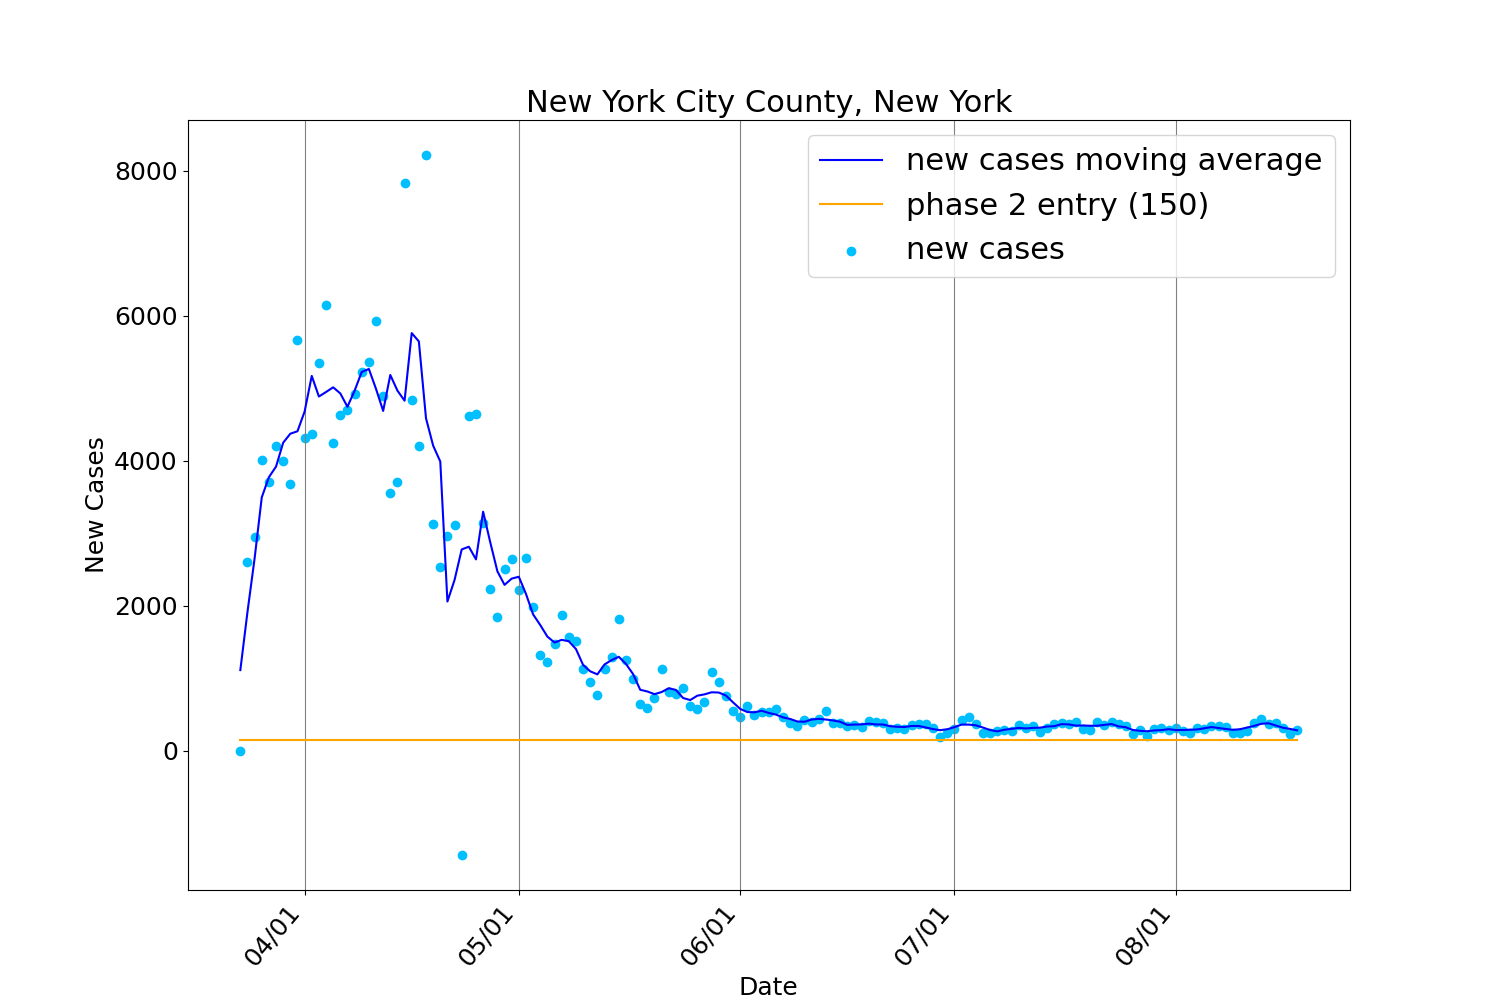 New York City County, New York
new cases moving average
phase 2 entry (150)
new cases
8000
6000
4000
2000
0
New Cases
04/01
05/01
06/01
07/01
08/01
Date